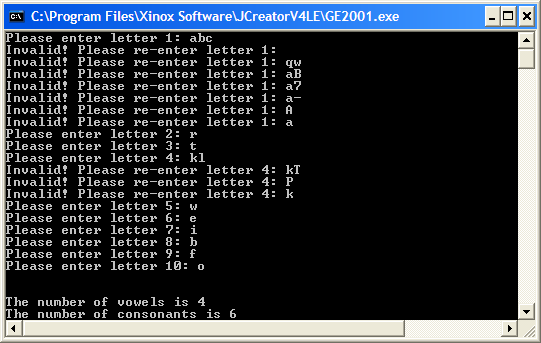 C:\Program Files\Xinox Software\JCreatorV4LE\GE2001.exe
Please enter letter 1: abc
Invalid! Please re-enter letter 1:
Invalid! Please re-enter letter 1: qw
Invalid! Please re-enter letter 1: aB
Invalid! Please re-enter letter 1: a7
Invalid! Please re-enter letter 1: a-
Invalid! Please re-enter letter 1: A
Invalid! Please re-enter letter 1: a
Please enter letter 2: r
Please enter letter 3: t
Please enter letter 4: kl
Invalid! Please re-enter letter 4: kT
Invalid! Please re-enter letter 4: P
Invalid! Please re-enter letter 4: k
Please enter letter 5: w
Please enter letter 6: e
Please enter letter 7: i
Please enter letter 8: b
Please enter letter 9: f
Please enter letter 10: o
The number of vowels is 4
The number of consonants is 6